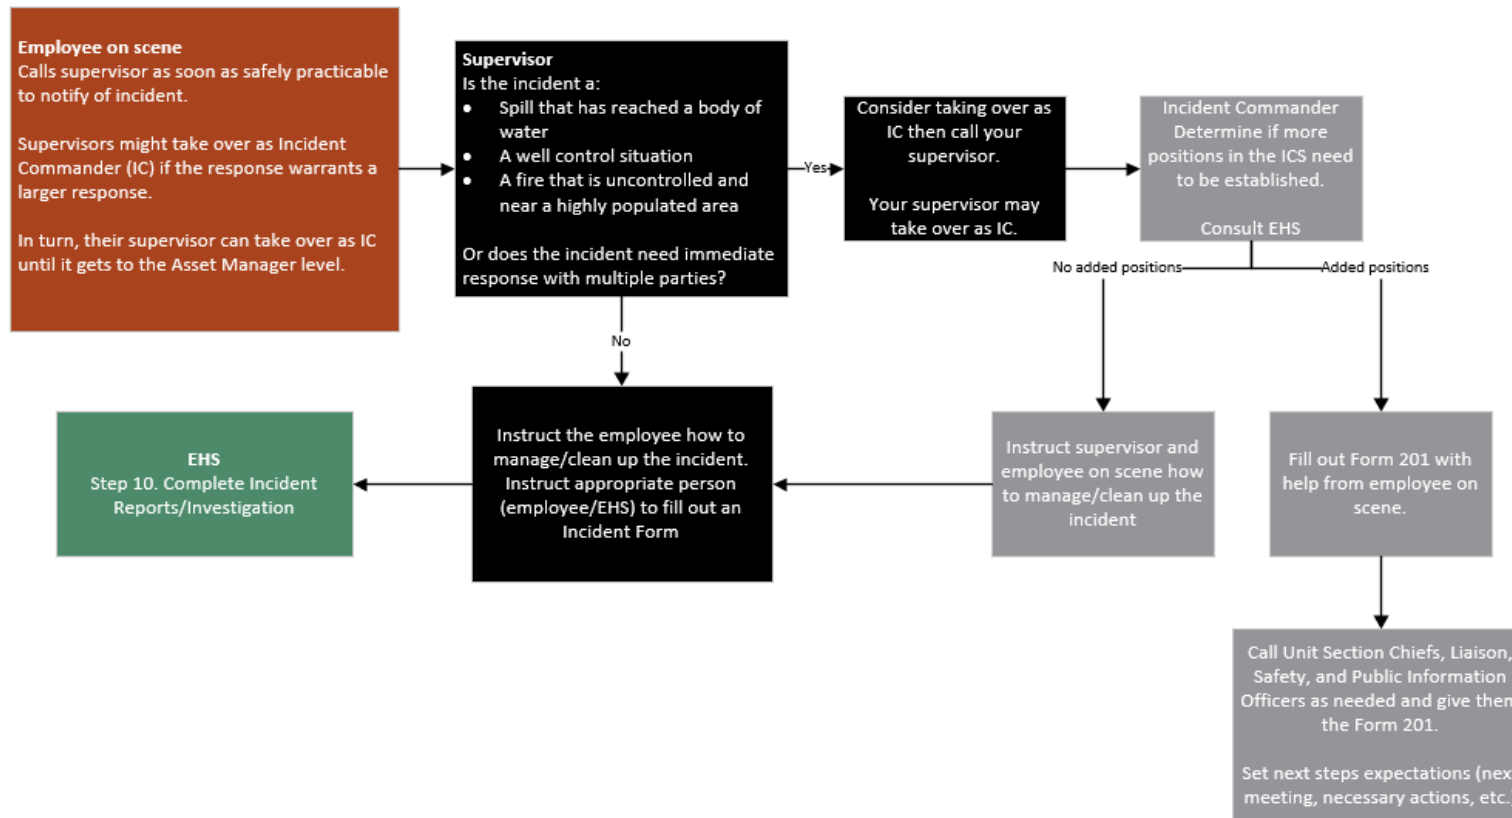 Employee on scene
Calls supervisor as soon as safely practicable
to notify of incident.
Supervisors might take over as Incident
Commander (IC) if the response warrants a
larger response.
In turn, their supervisor can take over as IC
until it gets to the Asset Manager level.
Supervisor
Is the incident a:
• Spill that has reached a body of
water
• A well control situation
• A fire that is uncontrolled and
near a highly populated area
Or does the incident need immediate
response with multiple parties?
Yes
Consider taking over as
IC then call your
supervisor.
Your supervisor may
take over as IC.
Incident Commander
Determine if more
positions in the ICS need
to be established.
Consult EHS
No added positions
Added positions
No
EHS
Step 10. Complete Incident
Reports/Investigation
Instruct the employee how to
manage/clean up the incident.
Instruct appropriate person
(employee/EHS) to fill out an
Incident Form
Instruct supervisor and
employee on scene how
to manage/clean up the
incident
Fill out Form 201 with
help from employee on
scene.
Call Unit Section Chiefs, Liaison,
Safety, and Public Information
Officers as needed and give them
the Form 201.
Set next steps expectations (next
meeting, necessary actions, etc.)